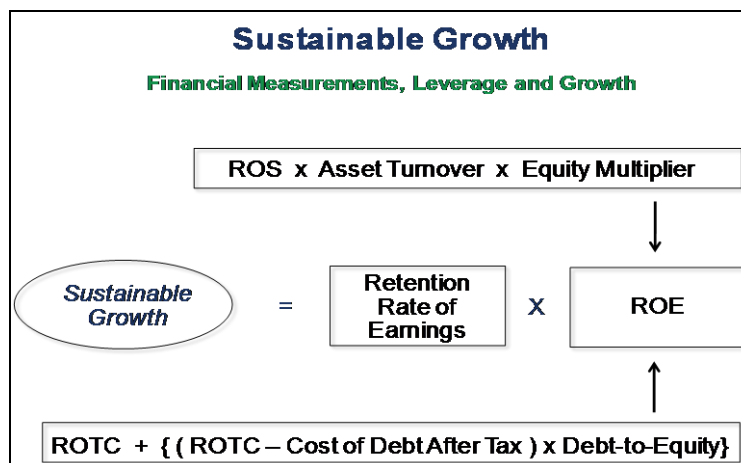 Sustainable Growth
Financial Measurements, Leverage and Growth
ROS x Asset Turnover x Equity Multiplier
Sustainable
Growth
=
Retention
Rate of
Earnings
X
ROE
ROTC + { ( ROTC – Cost of Debt After Tax ) x Debt-to-Equity}